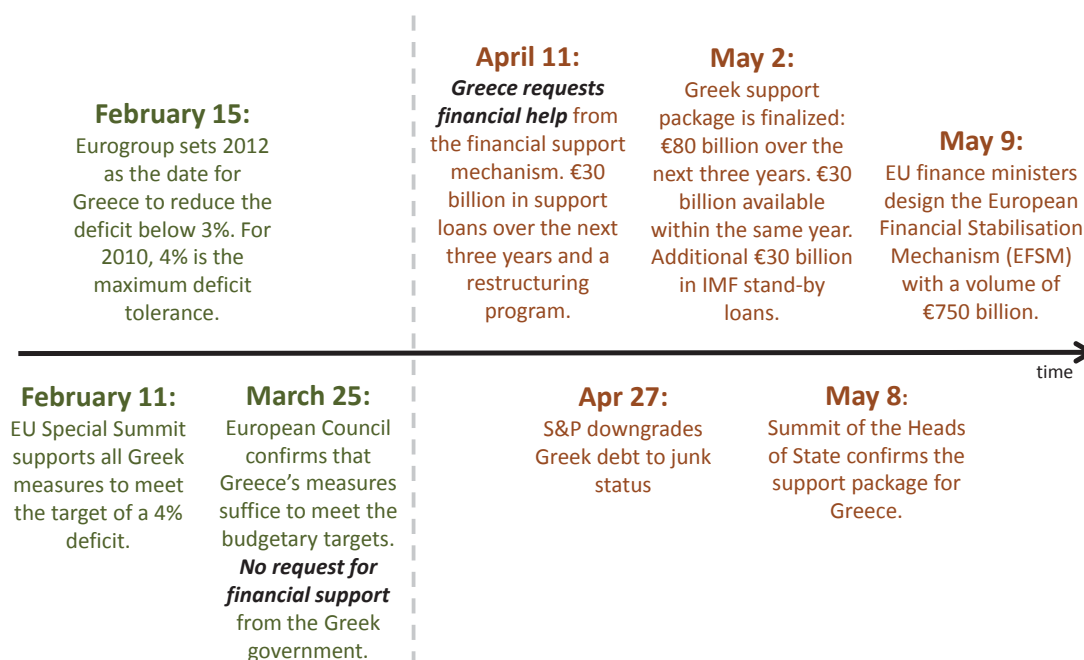 February 15:
Eurogroup sets 2012
as the date for
Greece to reduce the
deficit below 3%. For
2010, 4% is the
maximum deficit
tolerance.
April 11:
Greece requests
financial help from
the financial support
mechanism. €30
billion in support
loans over the next
three years and a
restructuring
program.
May 2:
Greek support
package is finalized:
€80 billion over the
next three years. €30
billion available
within the same year.
Additional €30 billion
in IMF stand-by
loans.
May 9:
EU finance ministers
design the European
Financial Stabilisation
Mechanism (EFSM)
with a volume of
€750 billion.
time
February 11:
EU Special Summit
supports all Greek
measures to meet
the target of a 4%
deficit.
March 25:
European Council
confirms that
Greece’s measures
suffice to meet the
budgetary targets.
No request for
financial support
from the Greek
government.
Apr 27:
S&P downgrades
Greek debt to junk
status
May 8:
Summit of the Heads
of State confirms the
support package for
Greece.